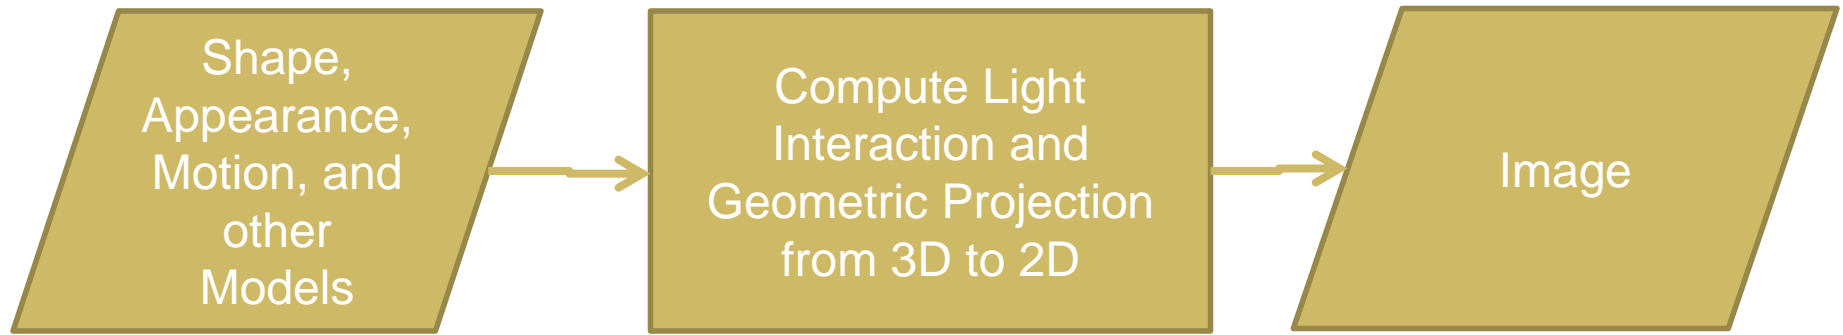 Shape,
Appearance,
Motion, and
other
Models
Compute Light
Interaction and
Geometric Projection
from 3D to 2D
Image